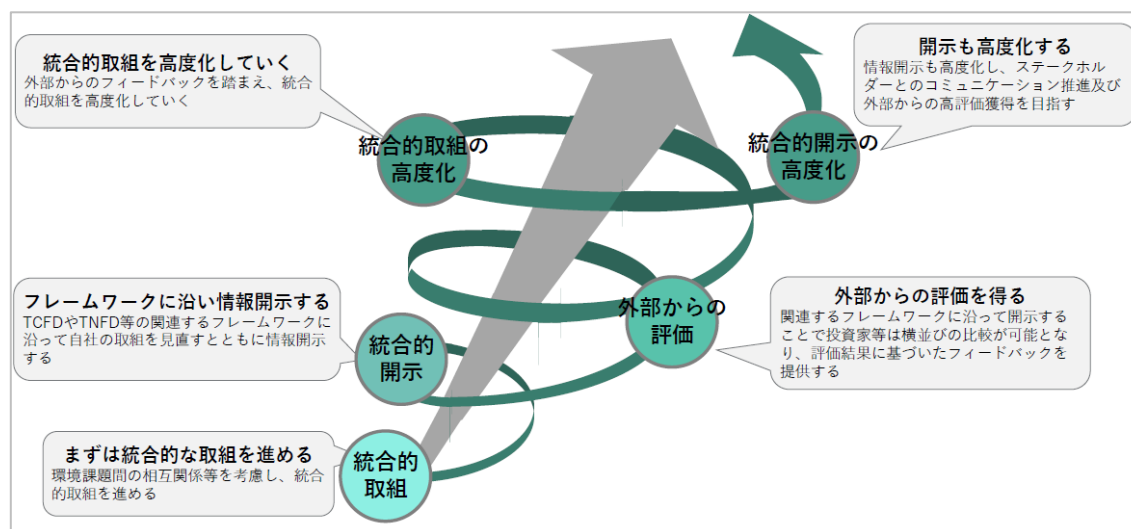 統合的取組を高度化していく
外部からのフィードバックを踏まえ、統合
的取組を高度化していく
開示も高度化する
情報開示も高度化し、ステークホル
ダーとのコミュニケーション推進及び
外部からの高評価獲得を目指す
統合的取組の
高度化
統合的開示の
高度化
フレームワークに沿い情報開示する
TCFDやTNFD等の関連するフレームワークに
沿って自社の取組を見直すとともに情報開示
する
統合的
開示
外部からの
評価
外部からの評価を得る
関連するフレームワークに沿って開示する
ことで投資家等は横並びの比較が可能とな
り、評価結果に基づいたフィードバックを
提供する
まずは統合的な取組を進める
環境課題間の相互関係等を考慮し、統合
的取組を進める
統合的
取組